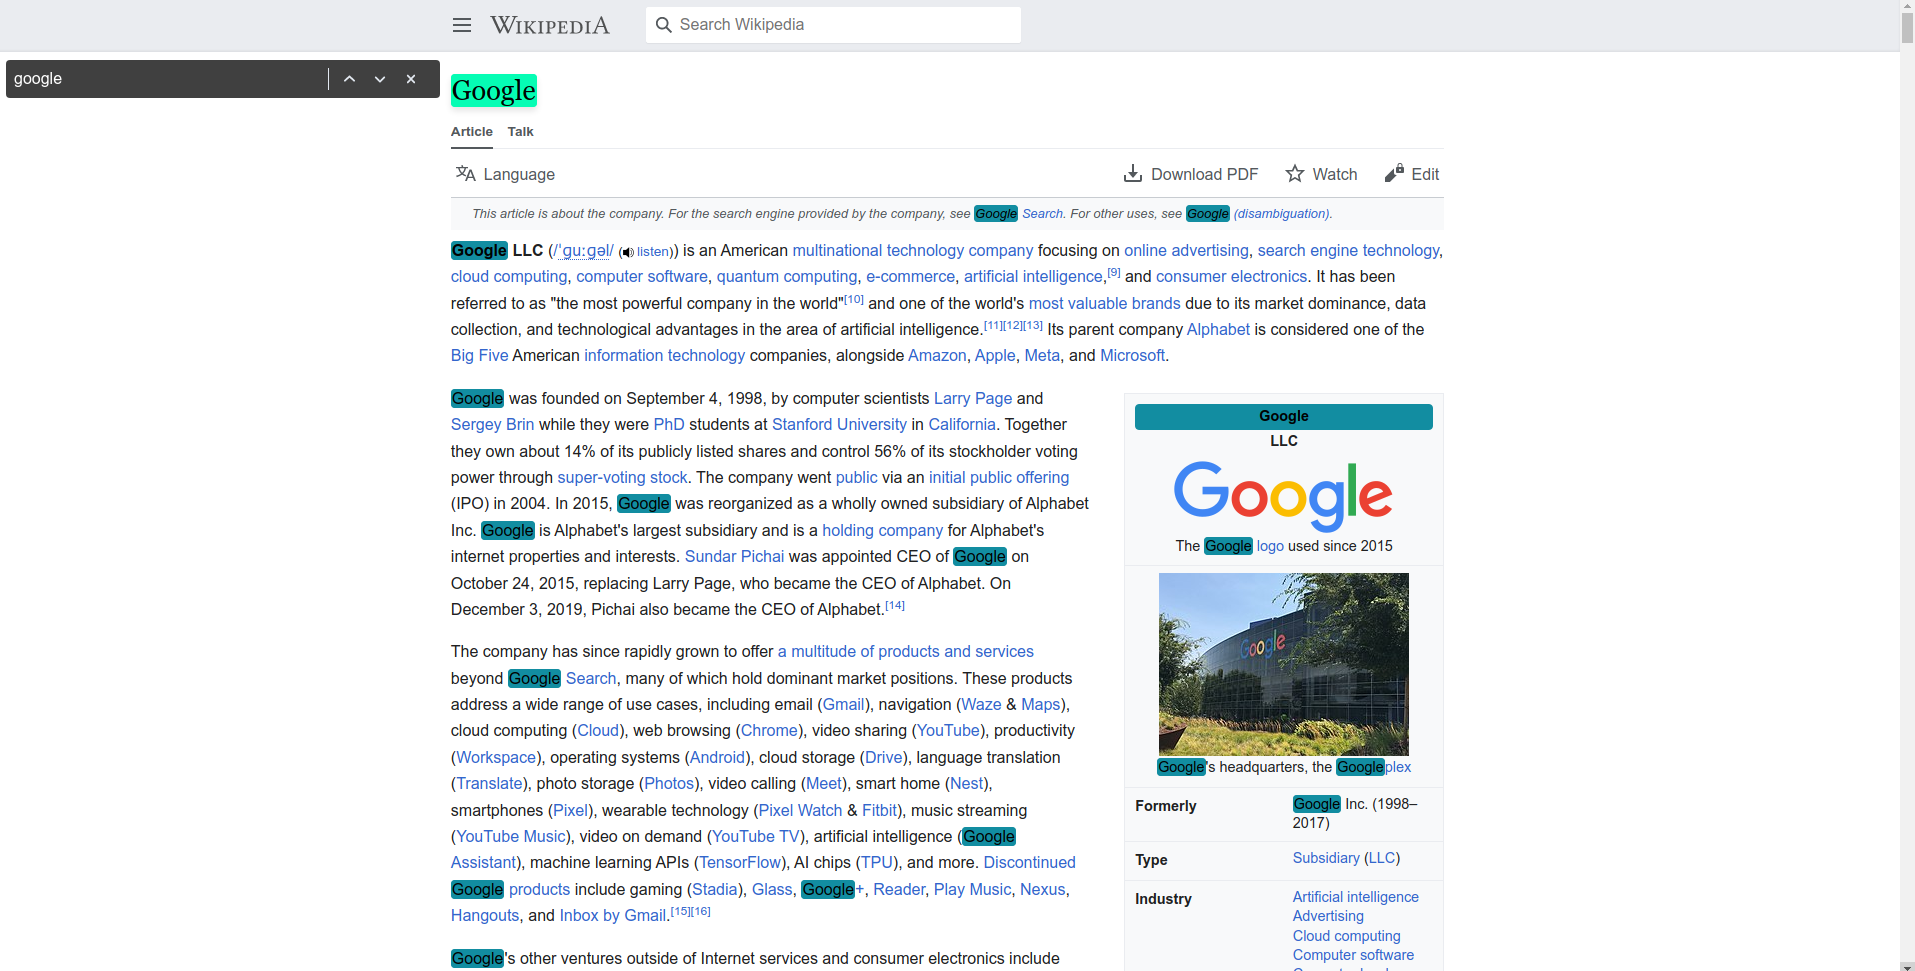 WIKIPEDIA
Search Wikipedia
google
Google
Article Talk
Language
Download PDF Watch Edit
This article is about the company. For the search engine provided by the company, see Google Search. For other uses, see Google (disambiguation).
Google LLC (/ˈɡuːɡəl/ (listen)) is an American multinational technology company focusing on online advertising, search engine technology,
cloud computing, computer software, quantum computing, e-commerce, artificial intelligence,[9] and consumer electronics. It has been
referred to as "the most powerful company in the world"[10] and one of the world's most valuable brands due to its market dominance, data
collection, and technological advantages in the area of artificial intelligence.[11][12][13] Its parent company Alphabet is considered one of the
Big Five American information technology companies, alongside Amazon, Apple, Meta, and Microsoft.
Google was founded on September 4, 1998, by computer scientists Larry Page and
Sergey Brin while they were PhD students at Stanford University in California. Together
they own about 14% of its publicly listed shares and control 56% of its stockholder voting
power through super-voting stock. The company went public via an initial public offering
(IPO) in 2004. In 2015, Google was reorganized as a wholly owned subsidiary of Alphabet
Inc. Google is Alphabet's largest subsidiary and is a holding company for Alphabet's
internet properties and interests. Sundar Pichai was appointed CEO of Google on
October 24, 2015, replacing Larry Page, who became the CEO of Alphabet. On
December 3, 2019, Pichai also became the CEO of Alphabet.[14]
The company has since rapidly grown to offer a multitude of products and services
beyond Google Search, many of which hold dominant market positions. These products
address a wide range of use cases, including email (Gmail), navigation (Waze & Maps),
cloud computing (Cloud), web browsing (Chrome), video sharing (YouTube), productivity
(Workspace), operating systems (Android), cloud storage (Drive), language translation
(Translate), photo storage (Photos), video calling (Meet), smart home (Nest),
smartphones (Pixel), wearable technology (Pixel Watch & Fitbit), music streaming
(YouTube Music), video on demand (YouTube TV), artificial intelligence (Google
Assistant), machine learning APIs (TensorFlow), AI chips (TPU), and more. Discontinued
Google products include gaming (Stadia), Glass, Google+, Reader, Play Music, Nexus,
Hangouts, and Inbox by Gmail.[15][16]
Google's other ventures outside of Internet services and consumer electronics include
Google
LLC
Google
The Google logo used since 2015
Google
Google's headquarters, the Googleplex
Formerly Google Inc. (1998–
2017)
Type Subsidiary (LLC)
Industry Artificial intelligence
Advertising
Cloud computing
Computer software